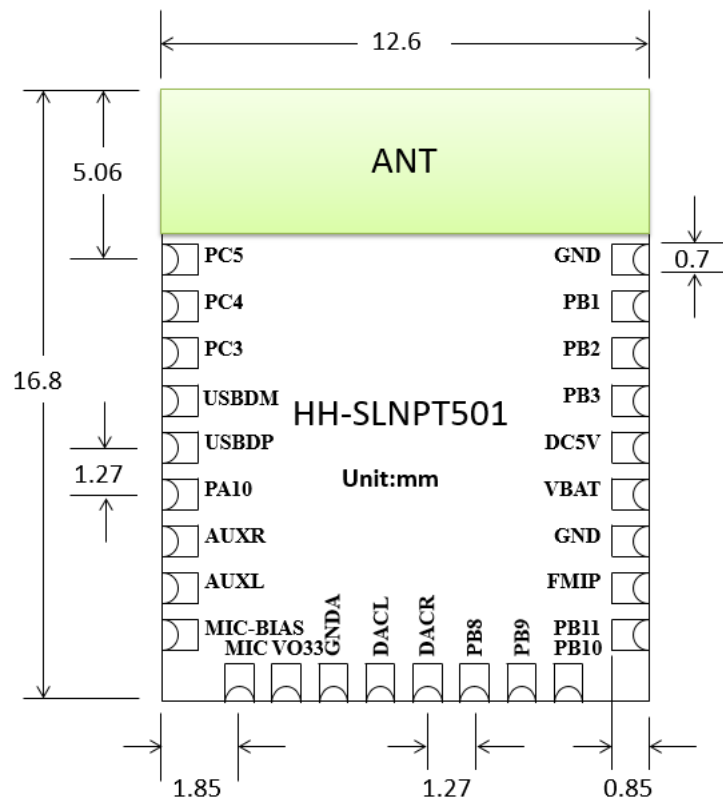 12.6
ANT
5.06
16.8
1.27
0.7
PC5
PC4
PC3
USBDM
USBDP
PA10
AUXR
AUXL
MIC-BIAS
HH-SLNPT501
Unit:mm
GND
PB1
PB2
PB3
DC5V
VBAT
GND
FMIP
PB11
MIC VO33 GNDA DACL DACR PB8 PB9 PB10
1.85
1.27
0.85